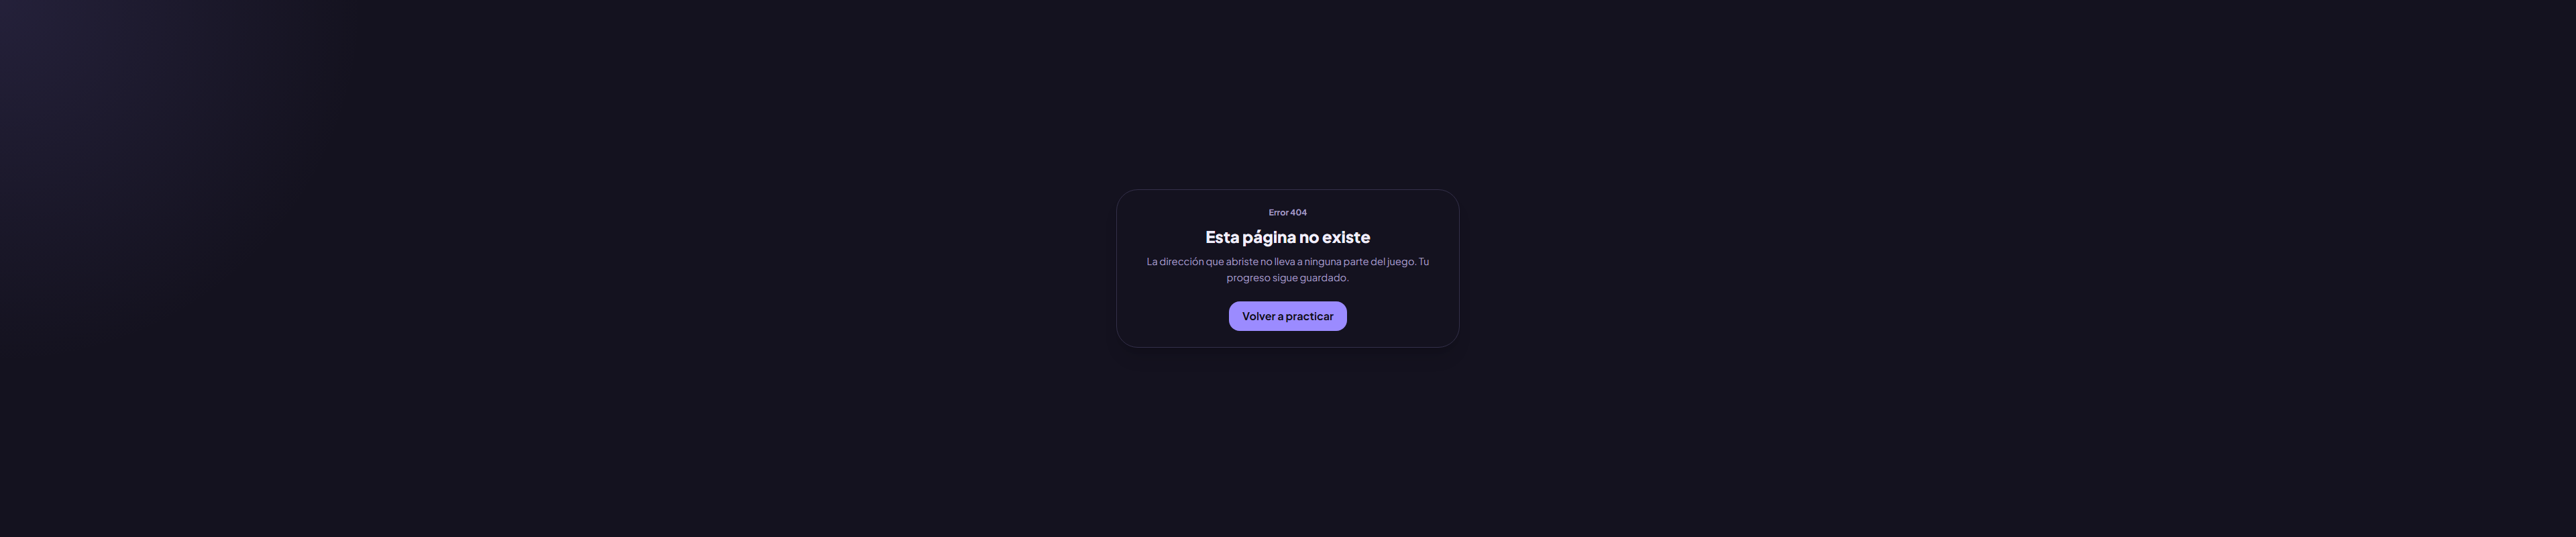 Error 404
Esta página no existe
La dirección que abriste no lleva a ninguna parte del juego. Tu
progreso sigue guardado.
Volver a practicar